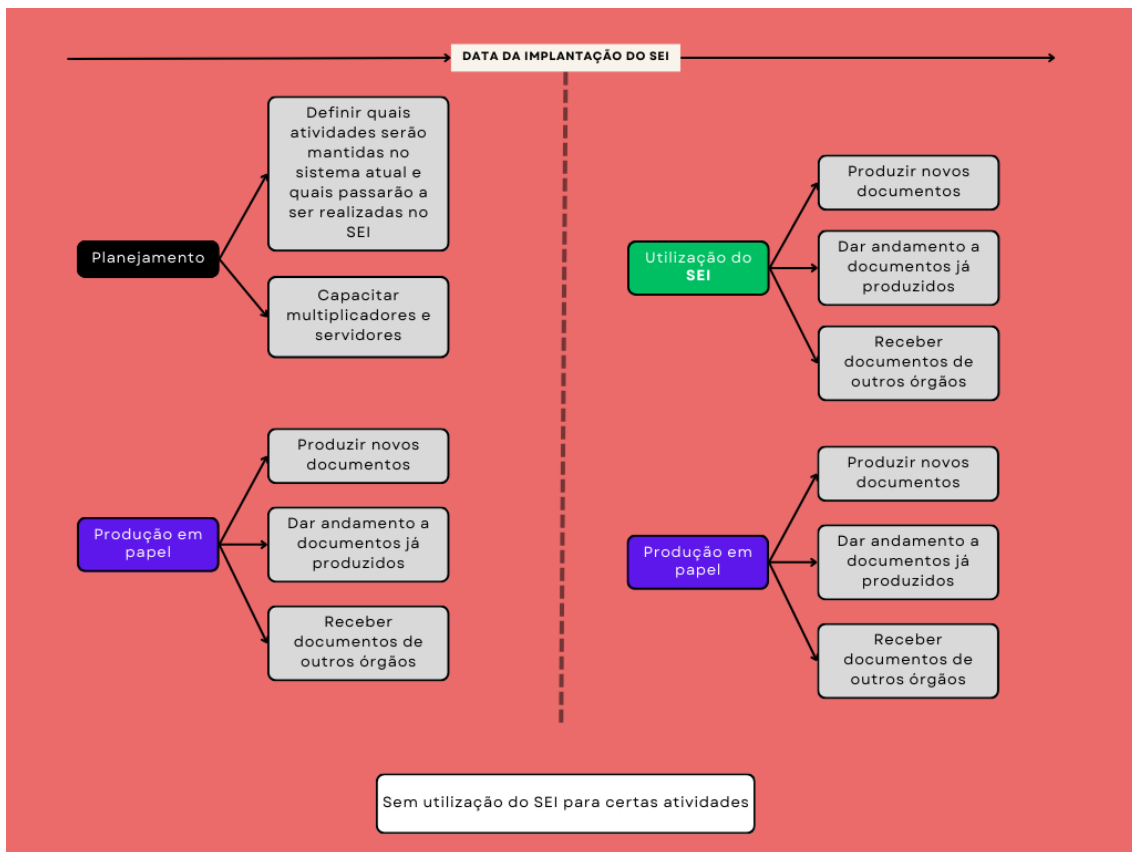 DATA DA IMPLANTAÇÃO DO SEI
Definir quais
atividades serão
mantidas no
sistema atual e
quais passarão a
ser realizadas no
SEI
Planejamento
Capacitar
multiplicadores e
servidores
Produzir novos
documentos
Produção em
papel
Dar andamento a
documentos já
produzidos
Receber
documentos de
outros órgãos
Produzir novos
documentos
Utilização do
SEI
Dar andamento a
documentos já
produzidos
Receber
documentos de
outros órgãos
Produzir novos
documentos
Produção em
papel
Dar andamento a
documentos já
produzidos
Receber
documentos de
outros órgãos
Sem utilização do SEI para certas atividades